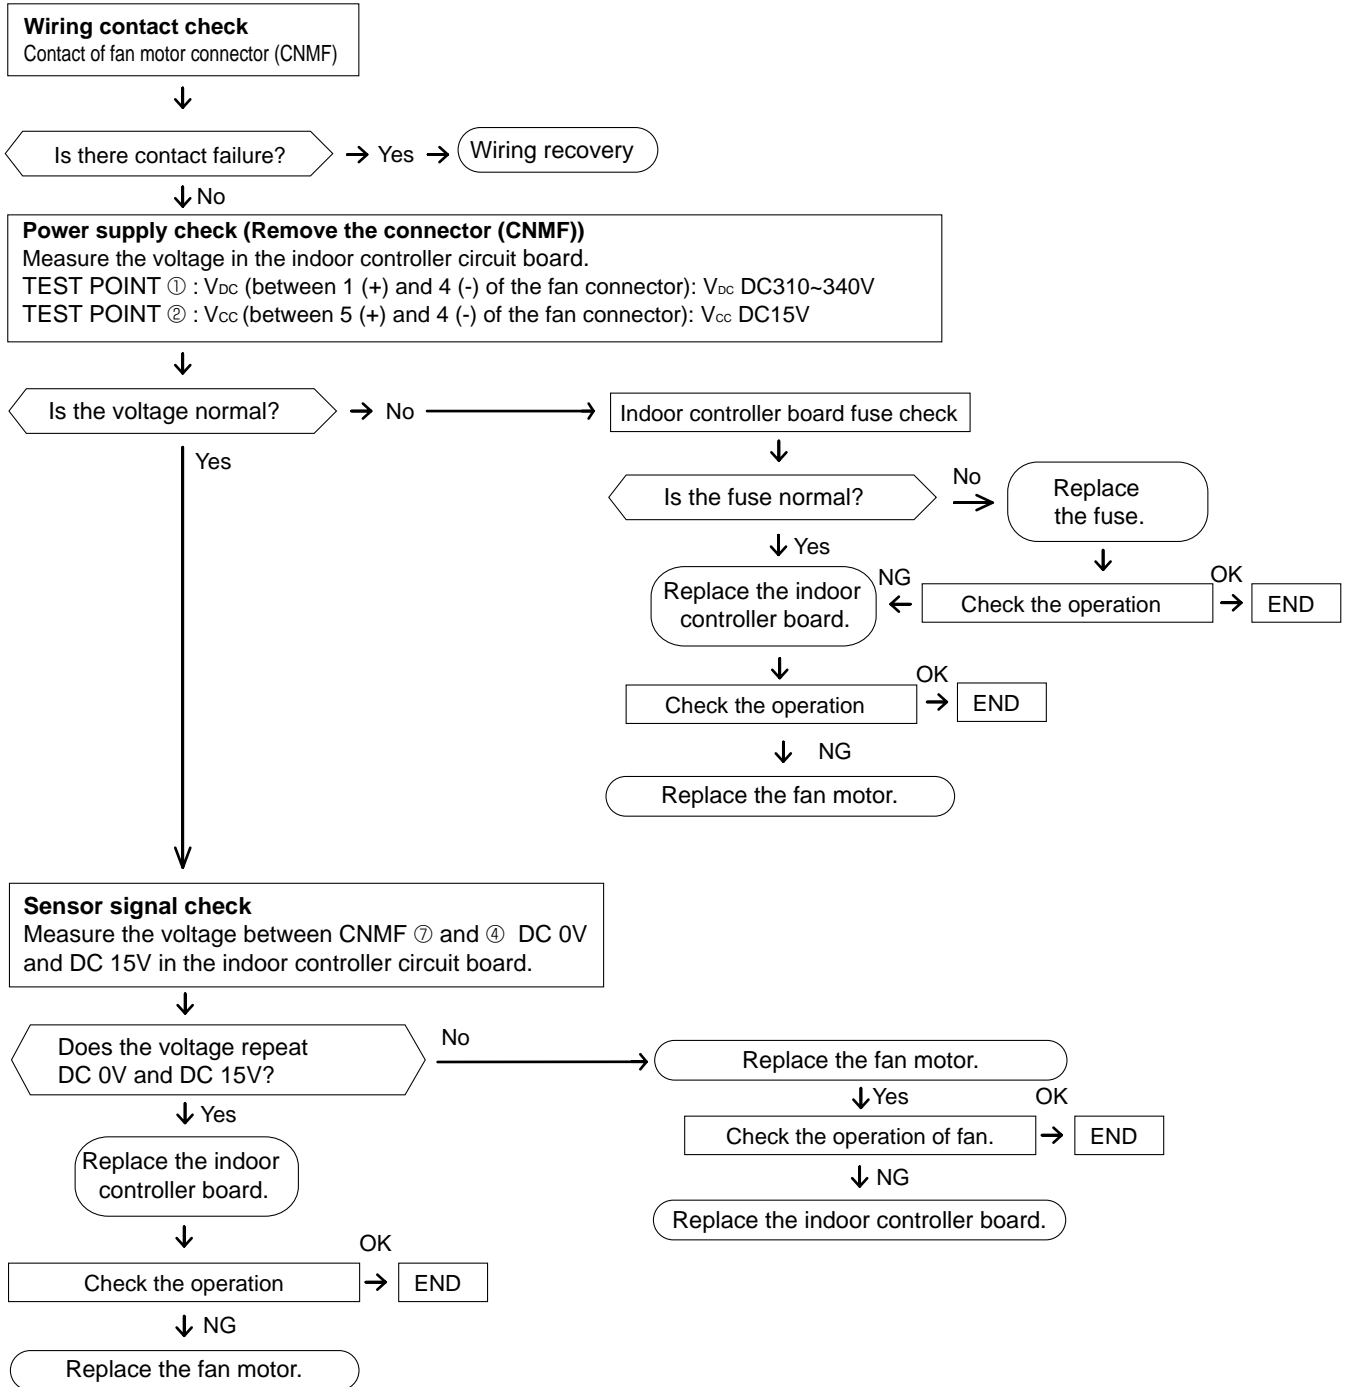 Wiring contact check
Contact of fan motor connector (CNMF)
Is there contact failure?
Yes
Wiring recovery
No
Power supply check (Remove the connector (CNMF))
Measure the voltage in the indoor controller circuit board.
TEST POINT ① : VDC (between 1 (+) and 4 (-) of the fan connector): VDC DC310~340V
TEST POINT ② : VCC (between 5 (+) and 4 (-) of the fan connector): VCC DC15V
Is the voltage normal?
No
Indoor controller board fuse check
Yes
Is the fuse normal?
No
Replace
the fuse.
Yes
Replace the indoor
controller board.
NG
Check the operation
OK
END
Check the operation
OK
END
NG
Replace the fan motor.
Sensor signal check
Measure the voltage between CNMF ⑦ and ④ DC 0V
and DC 15V in the indoor controller circuit board.
Does the voltage repeat
DC 0V and DC 15V?
No
Replace the fan motor.
Yes
Check the operation of fan.
OK
END
NG
Replace the indoor controller board.
Yes
Replace the indoor
controller board.
Check the operation
OK
END
NG
Replace the fan motor.